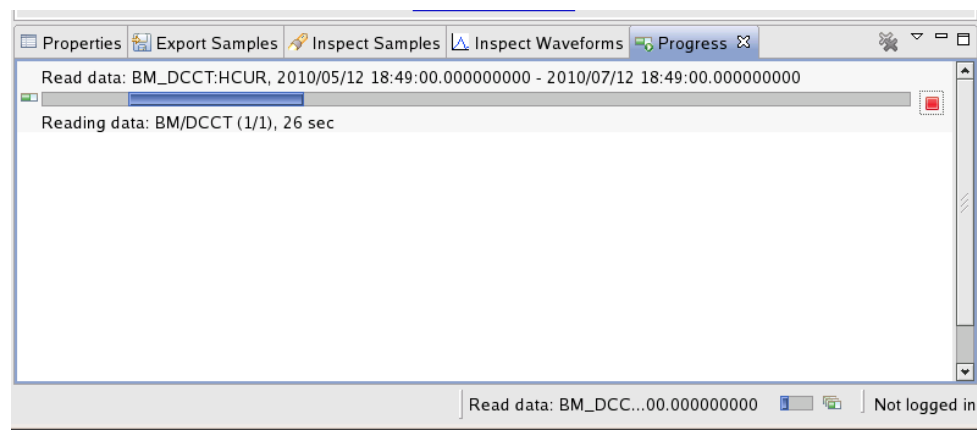 Properties Export Samples Inspect Samples Inspect Waveforms Progress
Read data: BM_DCCT:HCUR, 2010/05/12 18:49:00.000000000 - 2010/07/12 18:49:00.000000000
Reading data: BM/DCCT (1/1), 26 sec
Read data: BM_DCC...00.000000000 Not logged in